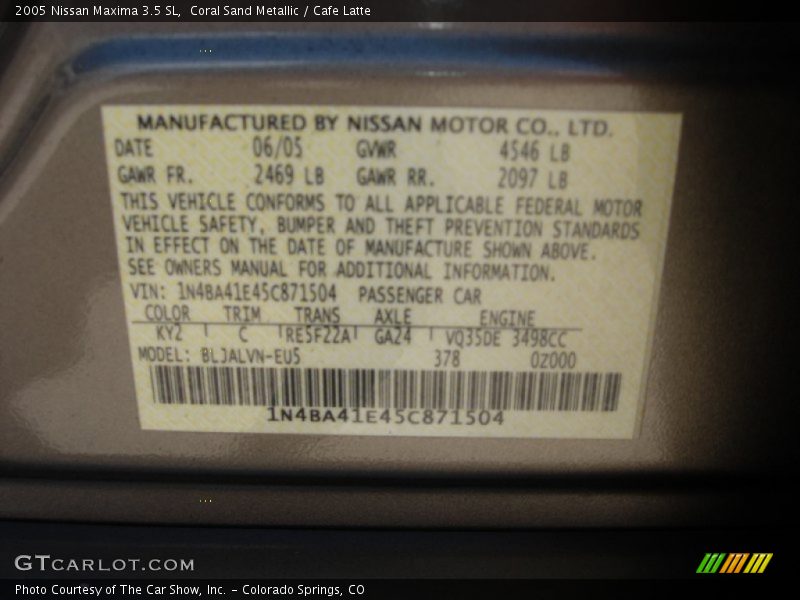 2005 Nissan Maxima 3.5 SL, Coral Sand Metallic / Cafe Latte
MANUFACTURED BY NISSAN MOTOR CO., LTD.
DATE 06/05 GVWR 4546 LB
GAWR FR. 2469 LB GAWR RR. 2097 LB
THIS VEHICLE CONFORMS TO ALL APPLICABLE FEDERAL MOTOR
VEHICLE SAFETY, BUMPER AND THEFT PREVENTION STANDARDS
IN EFFECT ON THE DATE OF MANUFACTURE SHOWN ABOVE.
SEE OWNERS MANUAL FOR ADDITIONAL INFORMATION.
VIN: 1N4BA41E45C871504 PASSENGER CAR
COLOR TRIM TRANS AXLE ENGINE
KY2 C RE5F22A GA24 VQ35DE 3498CC
MODEL: BLJALVN-EU5 378 02000
1N4BA41E45C871504
GTCARLOT.COM
Photo Courtesy of The Car Show, Inc. - Colorado Springs, CO